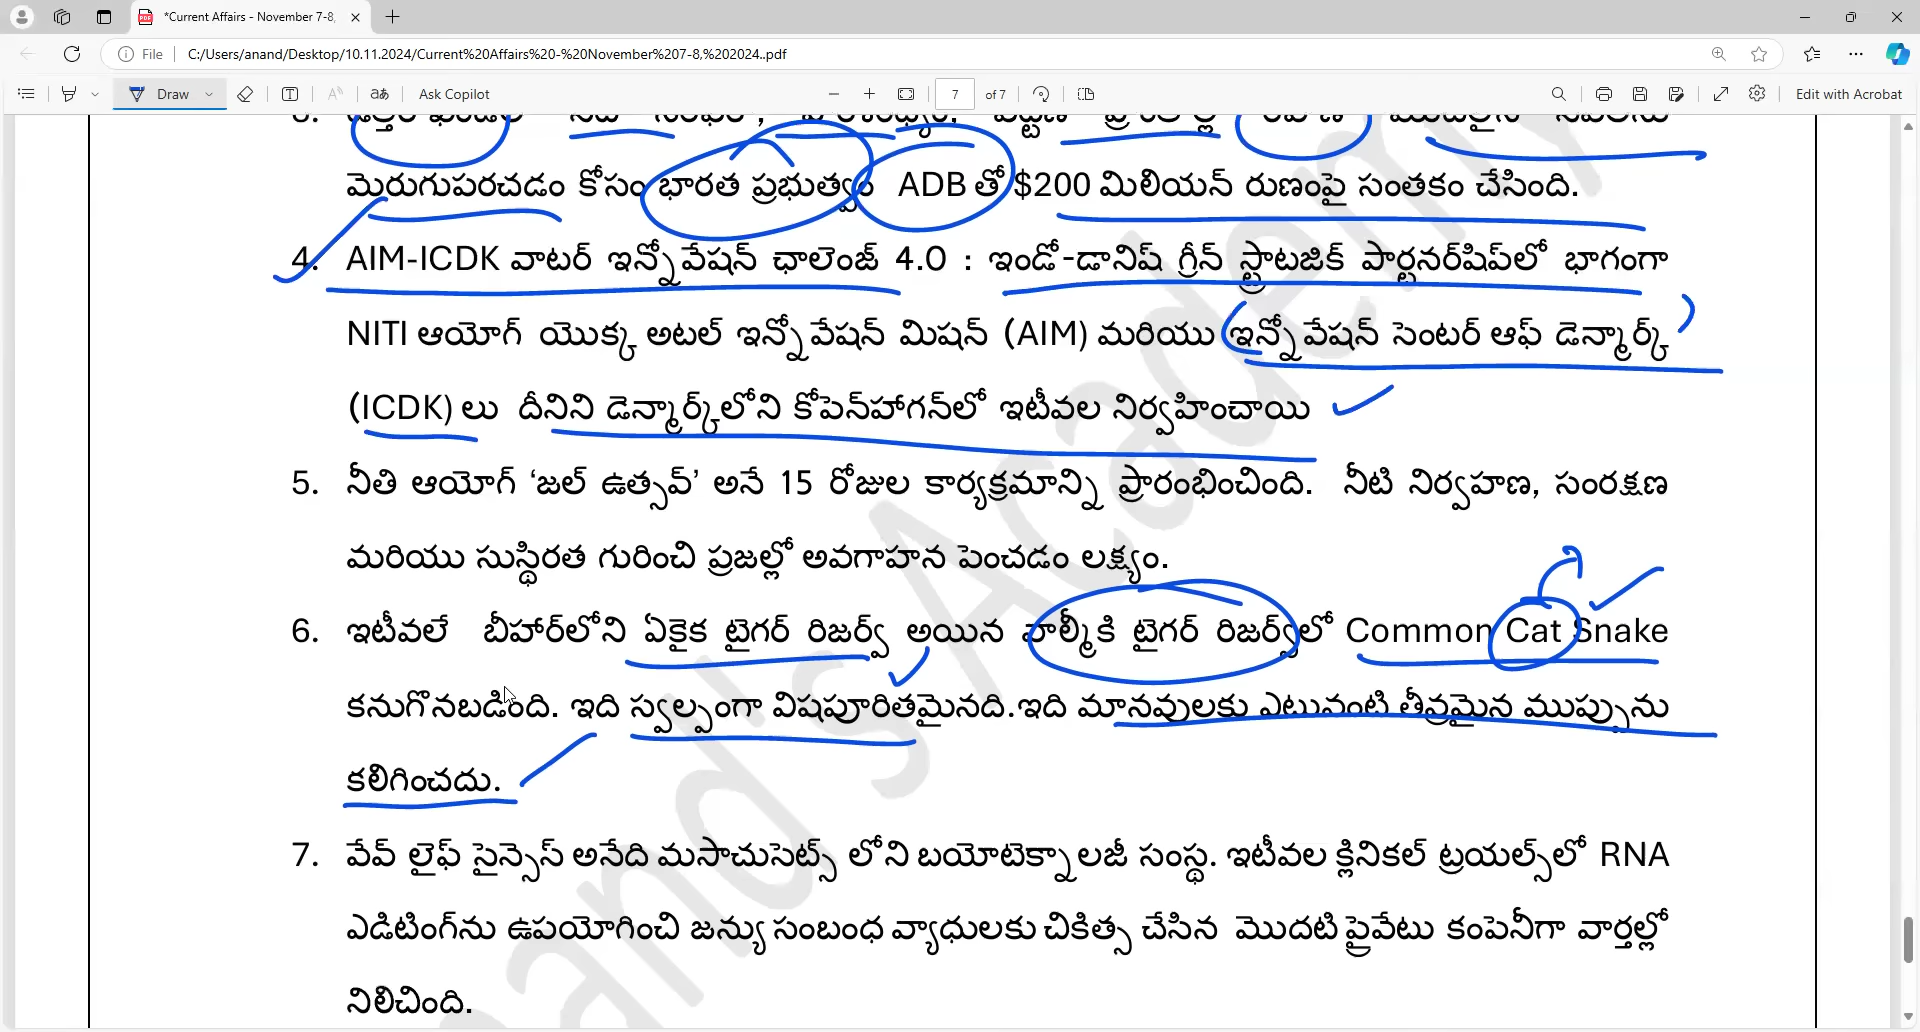 *Current Affairs - November 7-8,
File
C:/Users/anand/Desktop/10.11.2024/Current%20Affairs%20-%20November%207-8,%202024..pdf
Draw
Ask Copilot
7 of 7
Edit with Acrobat
మెరుగుపరచడం కోసం భారత ప్రభుత్వం ADB తో $200 మిలియన్ రుణంపై సంతకం చేసింది.
4. AIM-ICDK వాటర్ ఇన్నోవేషన్ ఛాలెంజ్ 4.0 : ఇండో-డానిష్ గ్రీన్ స్ట్రాటజిక్ పార్టనర్‌షిప్‌లో భాగంగా
NITI ఆయోగ్ యొక్క అటల్ ఇన్నోవేషన్ మిషన్ (AIM) మరియు ఇన్నోవేషన్ సెంటర్ ఆఫ్ డెన్మార్క్
(ICDK) లు దీనిని డెన్మార్క్‌లోని కోపెన్‌హాగన్‌లో ఇటీవల నిర్వహించాయి
5. నీతి ఆయోగ్ ‘జల్ ఉత్సవ్’ అనే 15 రోజుల కార్యక్రమాన్ని ప్రారంభించింది. నీటి నిర్వహణ, సంరక్షణ
మరియు సుస్థిరత గురించి ప్రజల్లో అవగాహన పెంచడం లక్ష్యం.
6. ఇటీవలే బీహార్‌లోని ఏకైక టైగర్ రిజర్వ్ అయిన వాల్మీకి టైగర్ రిజర్వ్‌లో Common Cat Snake
కనుగొనబడింది. ఇది స్వల్పంగా విషపూరితమైనది.ఇది మానవులకు ఎటువంటి తీవ్రమైన ముప్పును
కలిగించదు.
7. వేవ్ లైఫ్ సైన్సెస్ అనేది మసాచుసెట్స్ లోని బయోటెక్నాలజీ సంస్థ. ఇటీవల క్లినికల్ ట్రయల్స్‌లో RNA
ఎడిటింగ్‌ను ఉపయోగించి జన్యు సంబంధ వ్యాధులకు చికిత్స చేసిన మొదటి ప్రైవేటు కంపెనీగా వార్తల్లో
నిలిచింది.